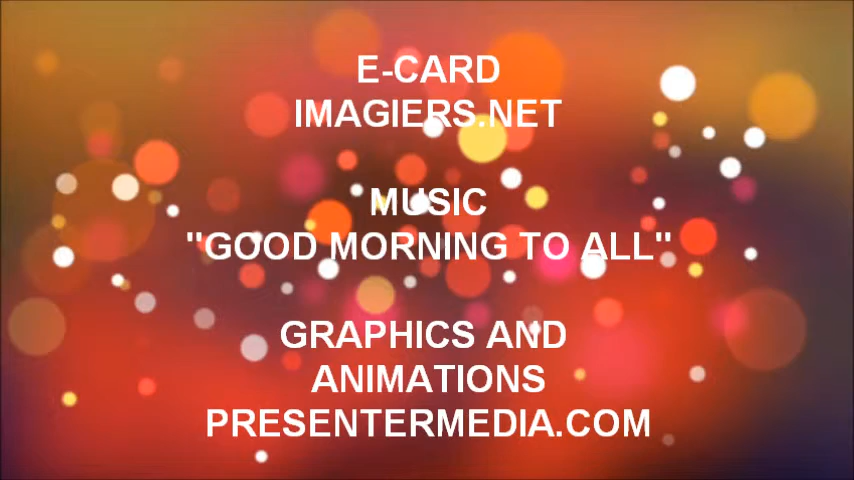 E-CARD
IMAGIERS.NET
MUSIC
"GOOD MORNING TO ALL"
GRAPHICS AND
ANIMATIONS
PRESENTERMEDIA.COM